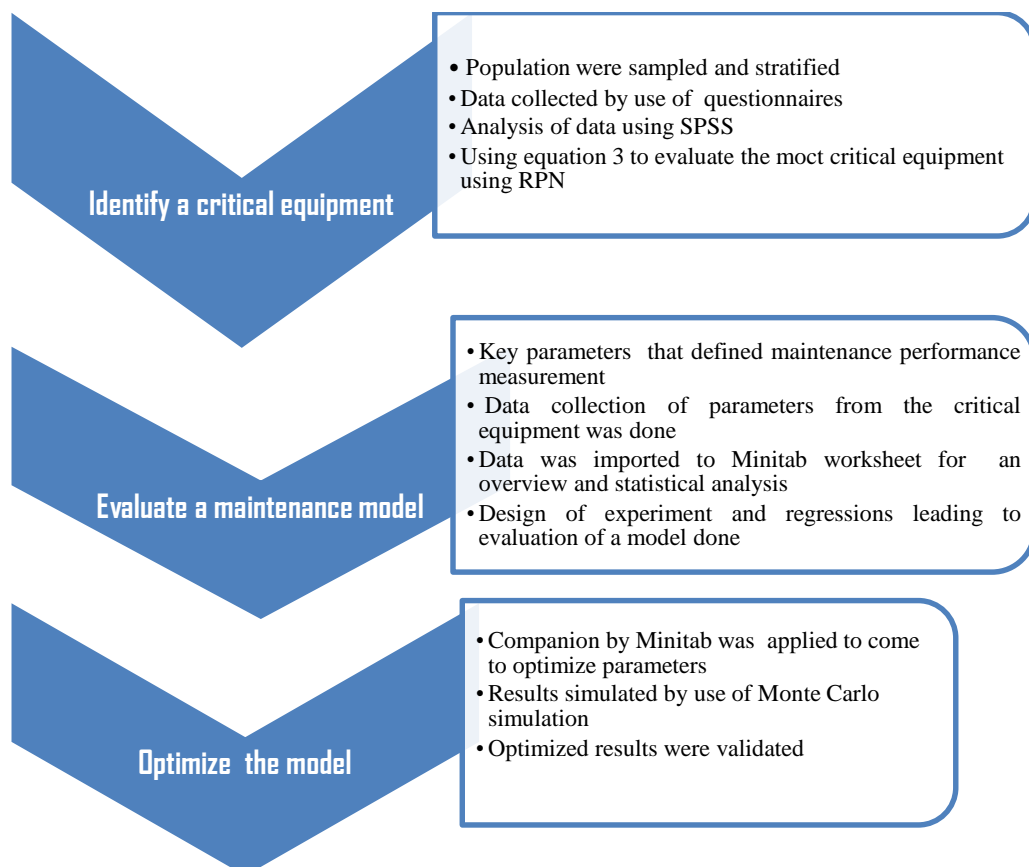 • Population were sampled and stratified
• Data collected by use of questionnaires
• Analysis of data using SPSS
• Using equation 3 to evaluate the moct critical equipment
using RPN
Identify a critical equipment
• Key parameters that defined maintenance performance
measurement
• Data collection of parameters from the critical
equipment was done
• Data was imported to Minitab worksheet for an
overview and statistical analysis
• Design of experiment and regressions leading to
evaluation of a model done
Evaluate a maintenance model
• Companion by Minitab was applied to come
to optimize parameters
• Results simulated by use of Monte Carlo
simulation
• Optimized results were validated
Optimize the model